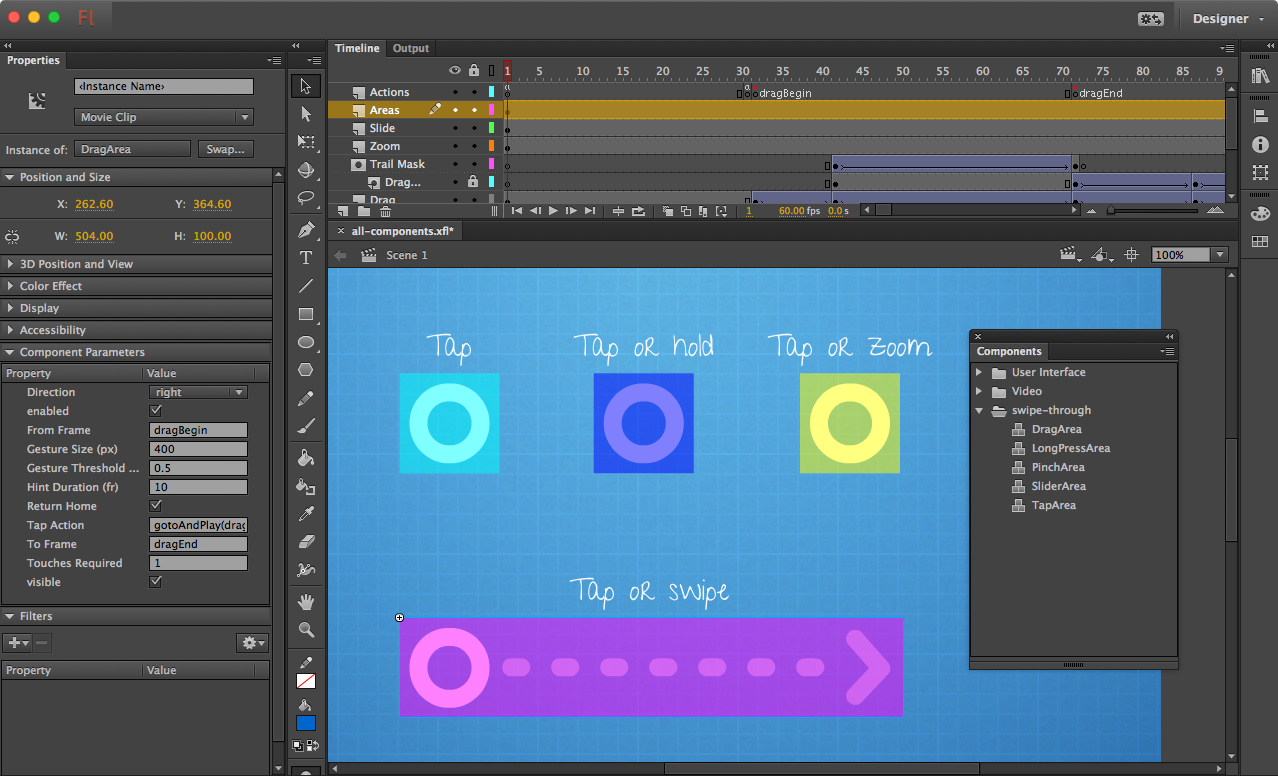 Fl
Designer
Properties
‹Instance Name›
Movie Clip
Instance of: DragArea Swap...
Position and Size
X: 262.60 Y: 364.60
W: 504.00 H: 100.00
3D Position and View
Color Effect
Display
Accessibility
Component Parameters
Property Value
Direction right
enabled
From Frame dragBegin
Gesture Size (px) 400
Gesture Threshold ... 0.5
Hint Duration (fr) 10
Return Home
Tap Action gotoAndPlay(drag
To Frame dragEnd
Touches Required 1
visible
Filters
Property Value
T
Timeline Output
1 5 10 15 20 25 30 35 40 45 50 55 60 65 70 75 80 85 9
Actions a a dragBegin dragEnd
Areas
Slide
Zoom
Trail Mask
Drag...
Drag
1 60.00 fps 0.0 s
all-components.xfl*
Scene 1 100%
Tap Tap or hold Tap or zoom
Tap or swipe
Components
User Interface
Video
swipe-through
DragArea
LongPressArea
PinchArea
SliderArea
TapArea